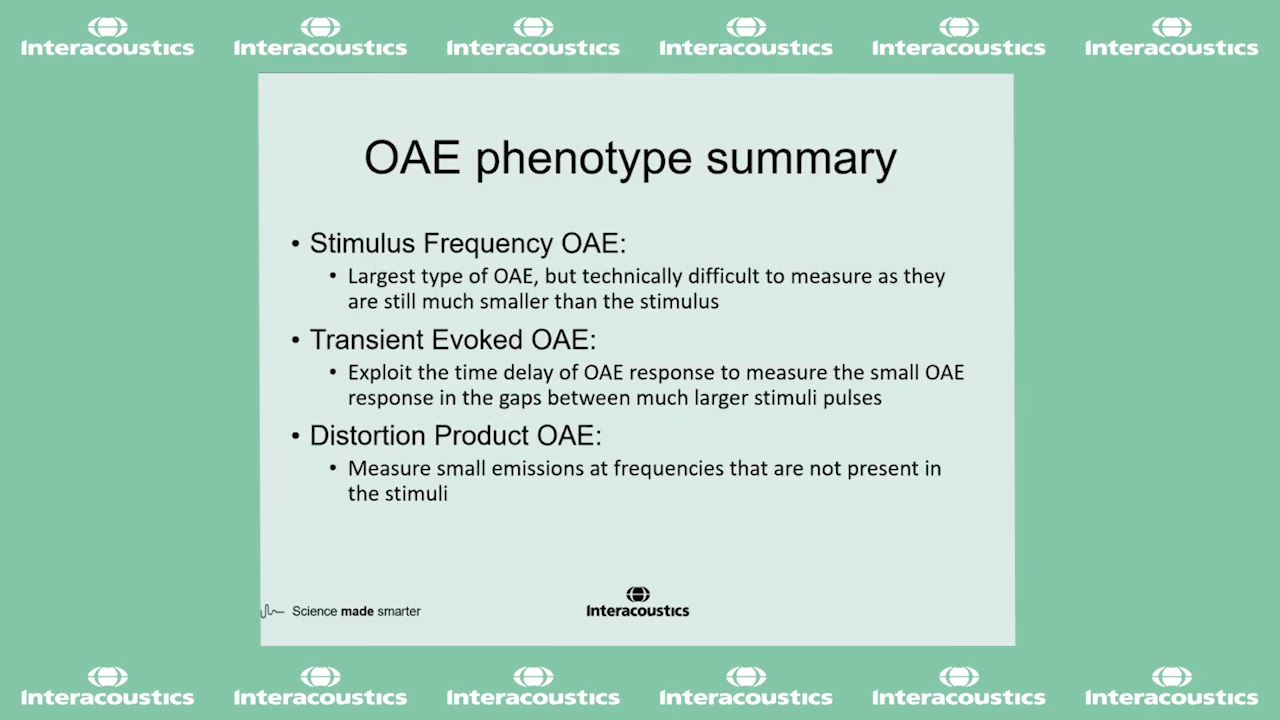 Interacoustics Interacoustics Interacoustics Interacoustics Interacoustics Interacoustics
OAE phenotype summary
• Stimulus Frequency OAE:
• Largest type of OAE, but technically difficult to measure as they
are still much smaller than the stimulus
• Transient Evoked OAE:
• Exploit the time delay of OAE response to measure the small OAE
response in the gaps between much larger stimuli pulses
• Distortion Product OAE:
• Measure small emissions at frequencies that are not present in
the stimuli
Science made smarter
Interacoustics
Interacoustics Interacoustics Interacoustics Interacoustics Interacoustics Interacoustics